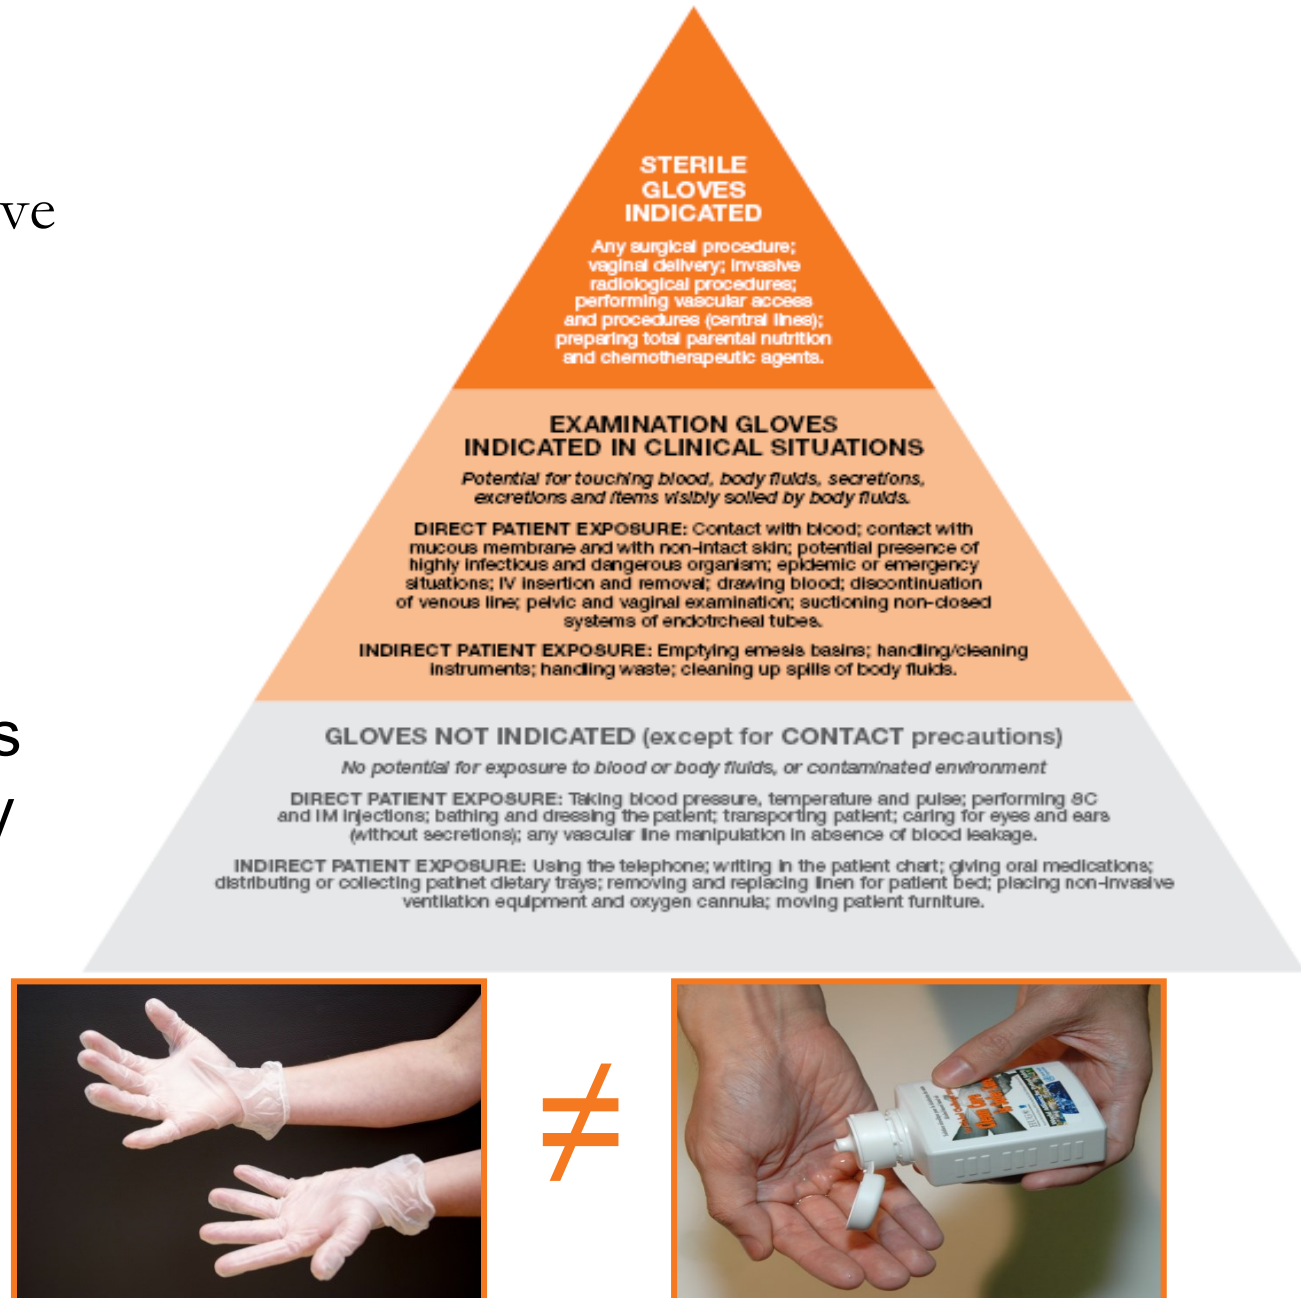 ve
STERILE
GLOVES
INDICATED
Any surgical procedure;
vaginal delivery; invasive
radiological procedures;
performing vascular access
and procedures (central lines);
preparing total parental nutrition
and chemotherapeutic agents.
EXAMINATION GLOVES
INDICATED IN CLINICAL SITUATIONS
Potential for touching blood, body fluids, secretions,
excretions and items visibly soiled by body fluids.
DIRECT PATIENT EXPOSURE: Contact with blood; contact with
mucous membrane and with non-intact skin; potential presence of
highly infectious and dangerous organism; epidemic or emergency
situations; IV insertion and removal; drawing blood; discontinuation
of venous line; pelvic and vaginal examination; suctioning non-closed
systems of endotrcheal tubes.
INDIRECT PATIENT EXPOSURE: Emptying emesis basins; handling/cleaning
instruments; handling waste; cleaning up spills of body fluids.
s
GLOVES NOT INDICATED (except for CONTACT precautions)
No potential for exposure to blood or body fluids, or contaminated environment
y
DIRECT PATIENT EXPOSURE: Taking blood pressure, temperature and pulse; performing SC
and IM injections; bathing and dressing the patient; transporting patient; caring for eyes and ears
(without secretions); any vascular line manipulation in absence of blood leakage.
INDIRECT PATIENT EXPOSURE: Using the telephone; writing in the patient chart; giving oral medications;
distributing or collecting patinet dietary trays; removing and replacing linen for patient bed; placing non-invasive
ventilation equipment and oxygen cannula; moving patient furniture.
≠